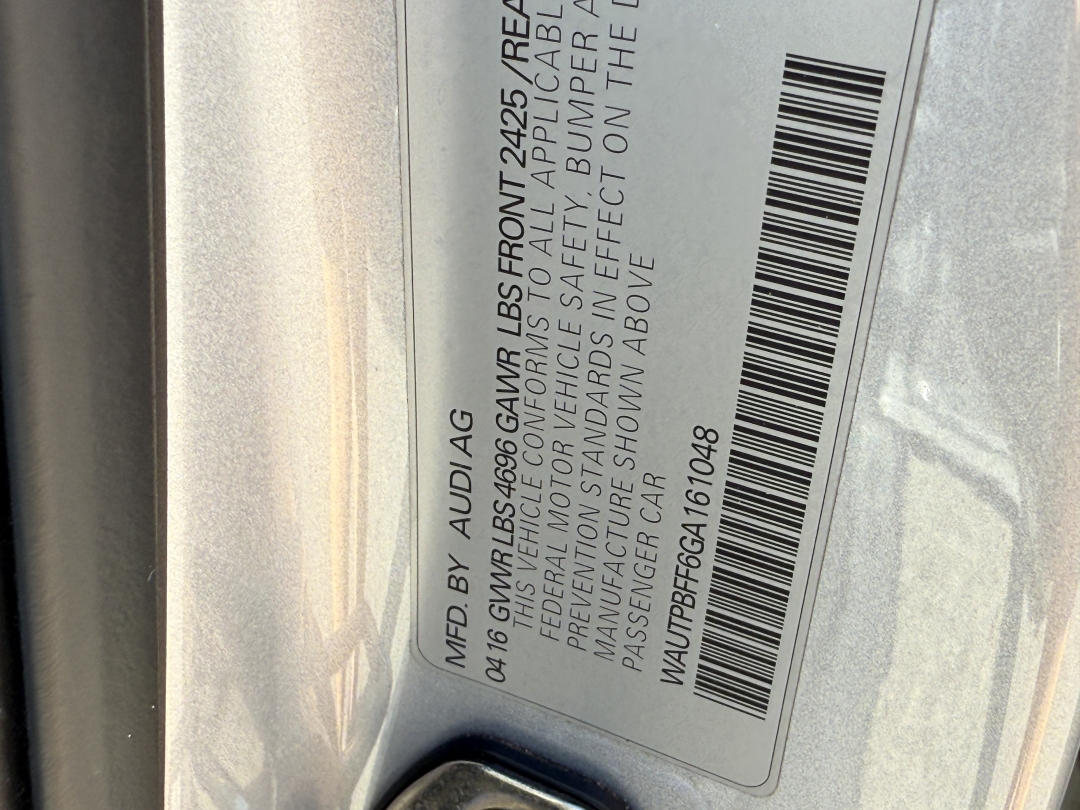 MFD. BY AUDI AG
04 16 GVWR LBS 4696 GAWR LBS FRONT 2425 /REA
THIS VEHICLE CONFORMS TO ALL APPLICABL
FEDERAL MOTOR VEHICLE SAFETY, BUMPER A
PREVENTION STANDARDS IN EFFECT ON THE D
MANUFACTURE SHOWN ABOVE
PASSENGER CAR
WAUTPBFF6GA161048